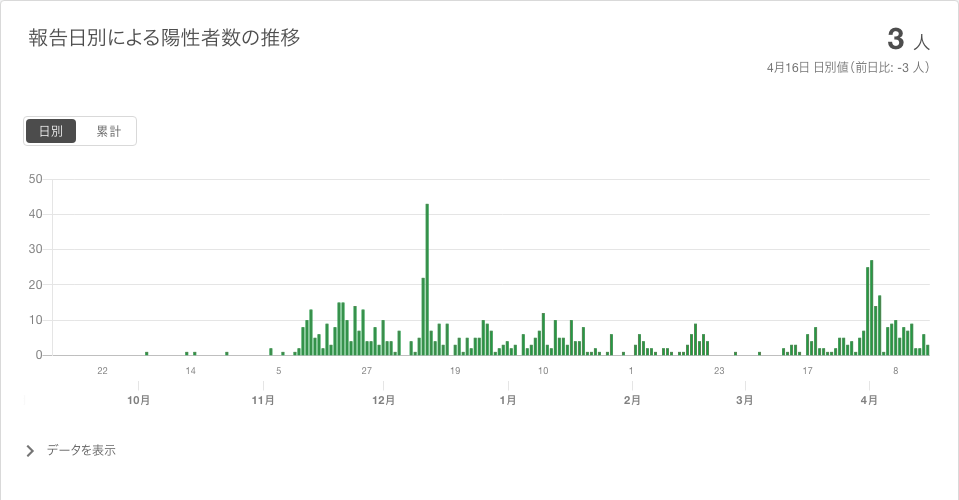 報告日別による陽性者数の推移
3 人
4月16日 日別値（前日比: -3 人）
日別 累計
50
40
30
20
10
0
22 14 5 27 19 10 1 23 17 8
10月 11月 12月 1月 2月 3月 4月
データを表示